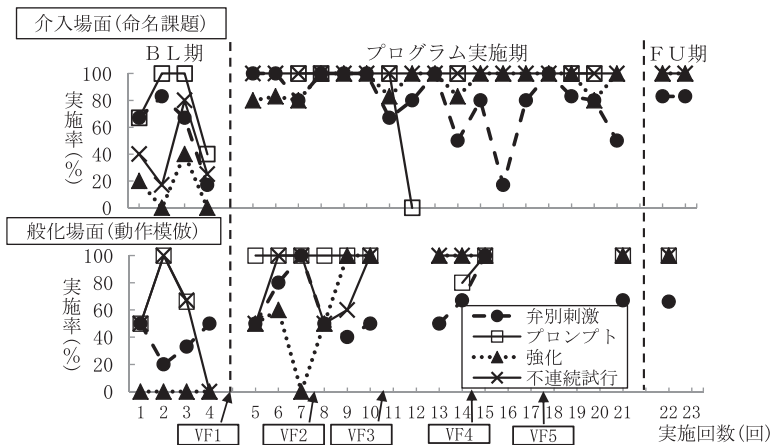 介入場面(命名課題)
BL期
プログラム実施期
FU期
実施率(%)
100
80
60
40
20
0
般化場面(動作模倣)
実施率(%)
100
80
60
40
20
0
弁別刺激
プロンプト
強化
不連続試行
1 2 3 4 5 6 7 8 9 10 11 12 13 14 15 16 17 18 19 20 21 22 23
実施回数(回)
VF1 VF2 VF3 VF4 VF5